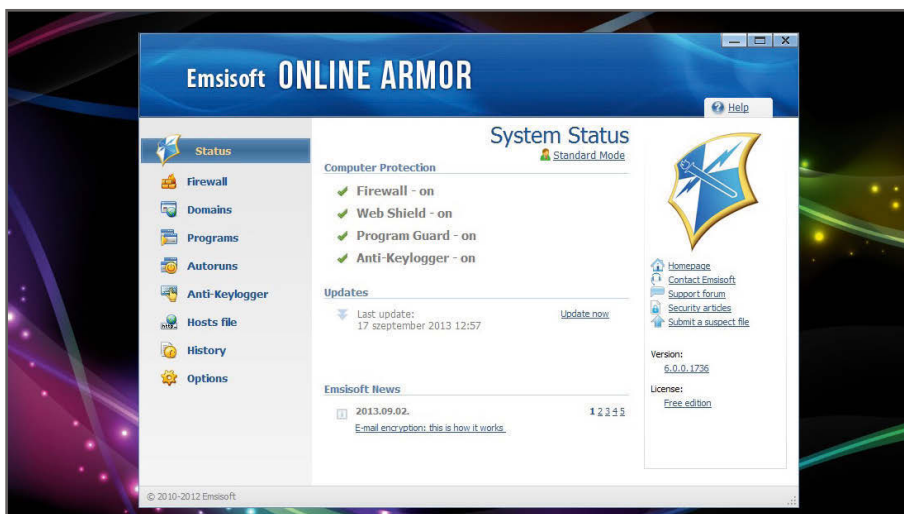 Emsisoft ONLINE ARMOR
Help
Status
Firewall
Domains
Programs
Autoruns
Anti-Keylogger
Hosts file
History
Options
System Status
Standard Mode
Computer Protection
Firewall - on
Web Shield - on
Program Guard - on
Anti-Keylogger - on
Updates
Last update:
17 szeptember 2013 12:57
Update now
Emsisoft News
2013.09.02.
1 2 3 4 5
E-mail encryption: this is how it works
Homepage
Contact Emsisoft
Support forum
Security articles
Submit a suspect file
Version:
6.0.0.1736
License:
Free edition
© 2010-2012 Emsisoft